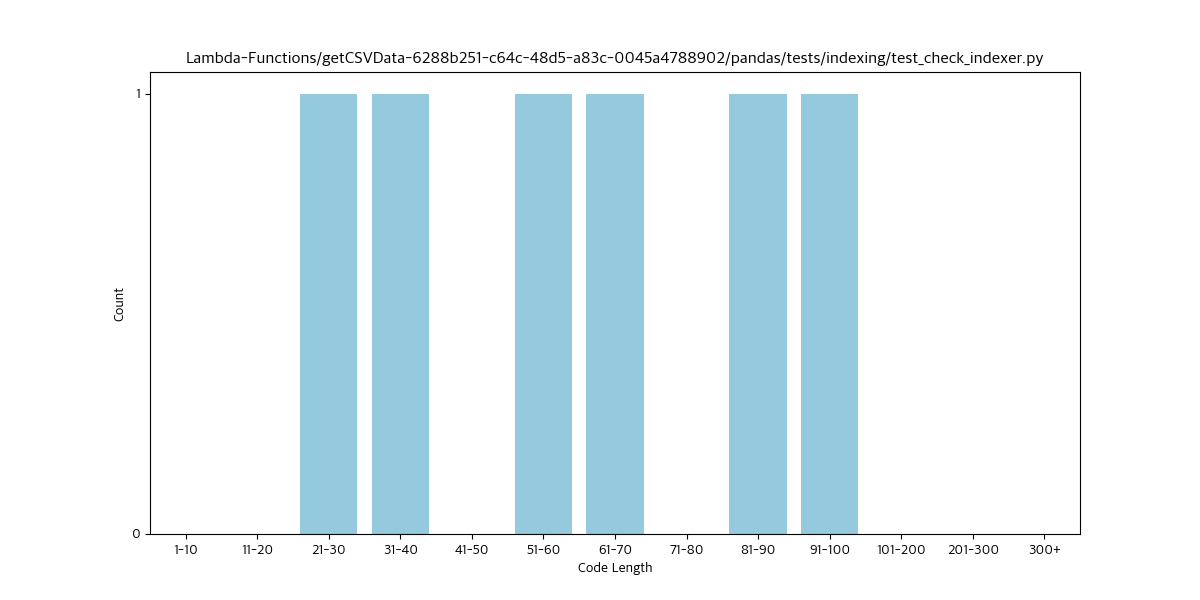 Lambda-Functions/getCSVData-6288b251-c64c-48d5-a83c-0045a4788902/pandas/tests/indexing/test_check_indexer.py
1
Count
0
1-10 11-20 21-30 31-40 41-50 51-60 61-70 71-80 81-90 91-100 101-200 201-300 300+
Code Length